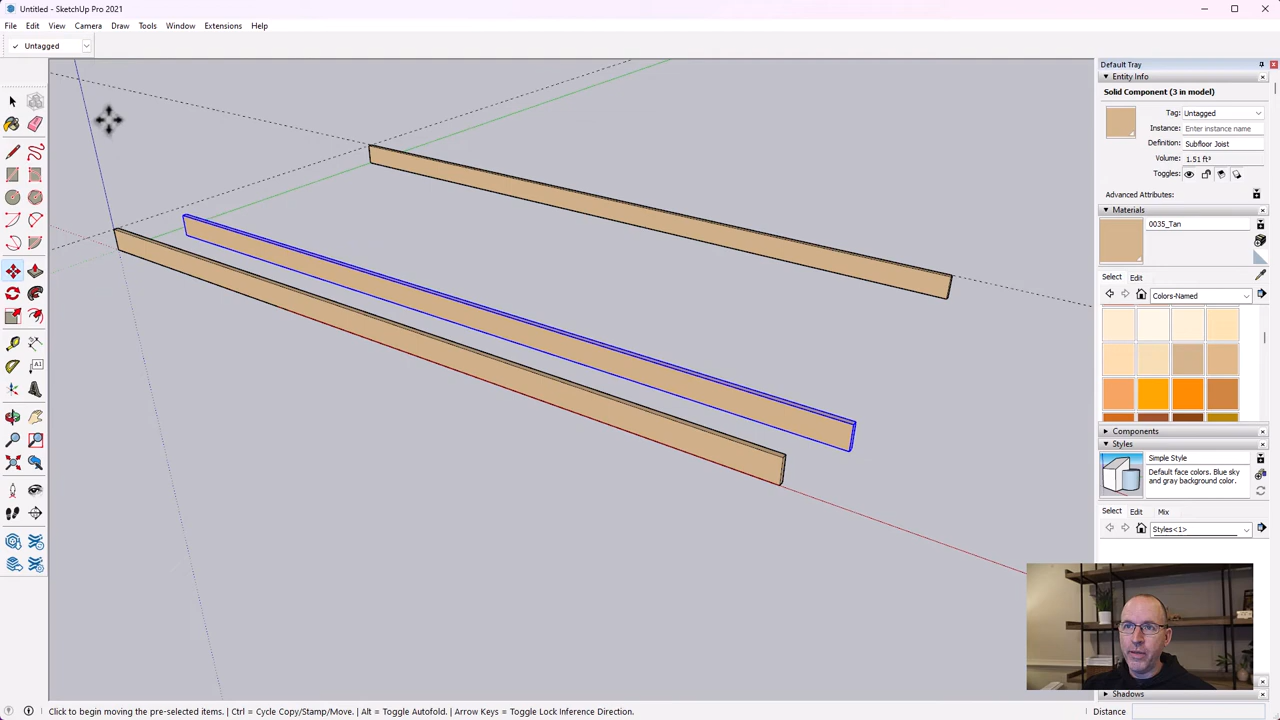 Untitled - SketchUp Pro 2021
File Edit View Camera Draw Tools Window Extensions Help
✓ Untagged
Default Tray
Entity Info
Solid Component (3 in model)
Tag: Untagged
Instance: Enter instance name
Definition: Subfloor Joist
Volume: 1.51 ft³
Toggles:
Advanced Attributes:
Materials
0035_Tan
Select Edit
Colors-Named
Components
Styles
Simple Style
Default face colors. Blue sky
and gray background color.
Select Edit Mix
Styles<1>
Shadows
Click to begin moving the pre-selected items. | Ctrl = Cycle Copy/Stamp/Move. | Alt = Toggle Autofold. | Arrow Keys = Toggle Lock Inference Direction. Distance